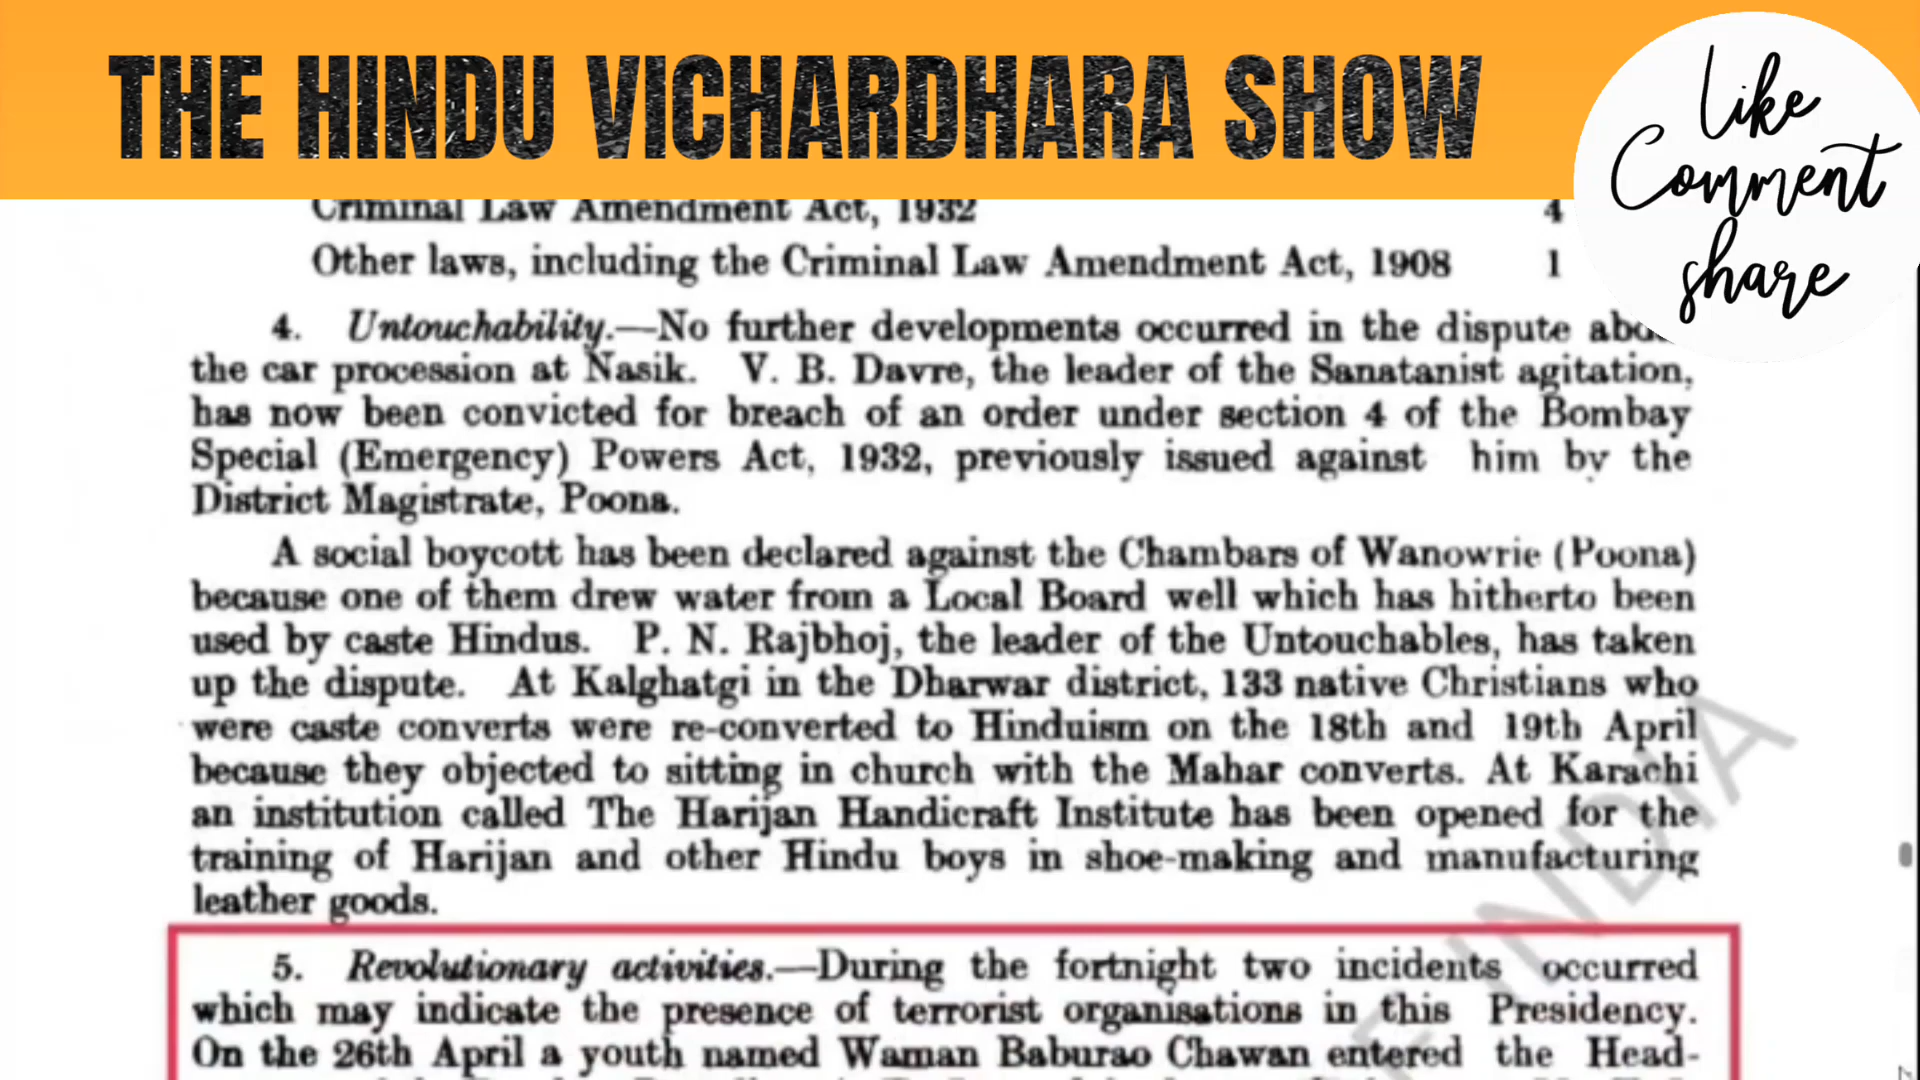 THE HINDU VICHARDHARA SHOW
Like
Comment
share
Criminal Law Amendment Act, 1932 4
Other laws, including the Criminal Law Amendment Act, 1908 1
4. Untouchability.—No further developments occurred in the dispute
the car procession at Nasik. V. B. Davre, the leader of the Sanatanist agitation,
has now been convicted for breach of an order under section 4 of the Bombay
Special (Emergency) Powers Act, 1932, previously issued against him by the
District Magistrate, Poona.
A social boycott has been declared against the Chambars of Wanowrie (Poona)
because one of them drew water from a Local Board well which has hitherto been
used by caste Hindus. P. N. Rajbhoj, the leader of the Untouchables, has taken
up the dispute. At Kalghatgi in the Dharwar district, 133 native Christians who
were caste converts were re-converted to Hinduism on the 18th and 19th April
because they objected to sitting in church with the Mahar converts. At Karachi
an institution called The Harijan Handicraft Institute has been opened for the
training of Harijan and other Hindu boys in shoe-making and manufacturing
leather goods.
5. Revolutionary activities.—During the fortnight two incidents occurred
which may indicate the presence of terrorist organisations in this Presidency.
On the 26th April a youth named Waman Baburao Chawan entered the Head-
INDIA